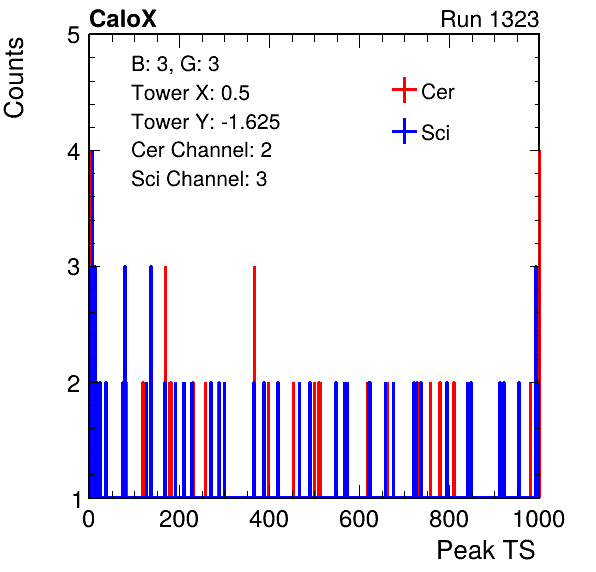 CaloX Run 1323
Counts
5
B: 3, G: 3
Tower X: 0.5
Tower Y: -1.625
Cer Channel: 2
Sci Channel: 3
Cer
Sci
4
3
2
1
0 200 400 600 800 1000
Peak TS